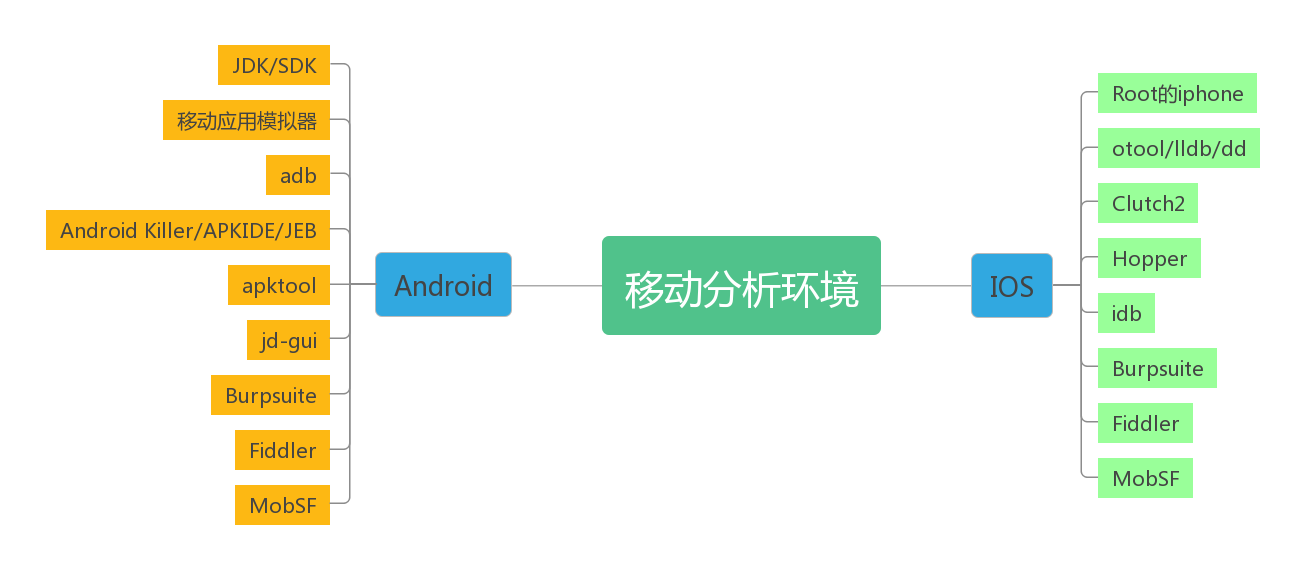 移动分析环境
Android
JDK/SDK
移动应用模拟器
adb
Android Killer/APKIDE/JEB
apktool
jd-gui
Burpsuite
Fiddler
MobSF
IOS
Root的iphone
otool/lldb/dd
Clutch2
Hopper
idb
Burpsuite
Fiddler
MobSF